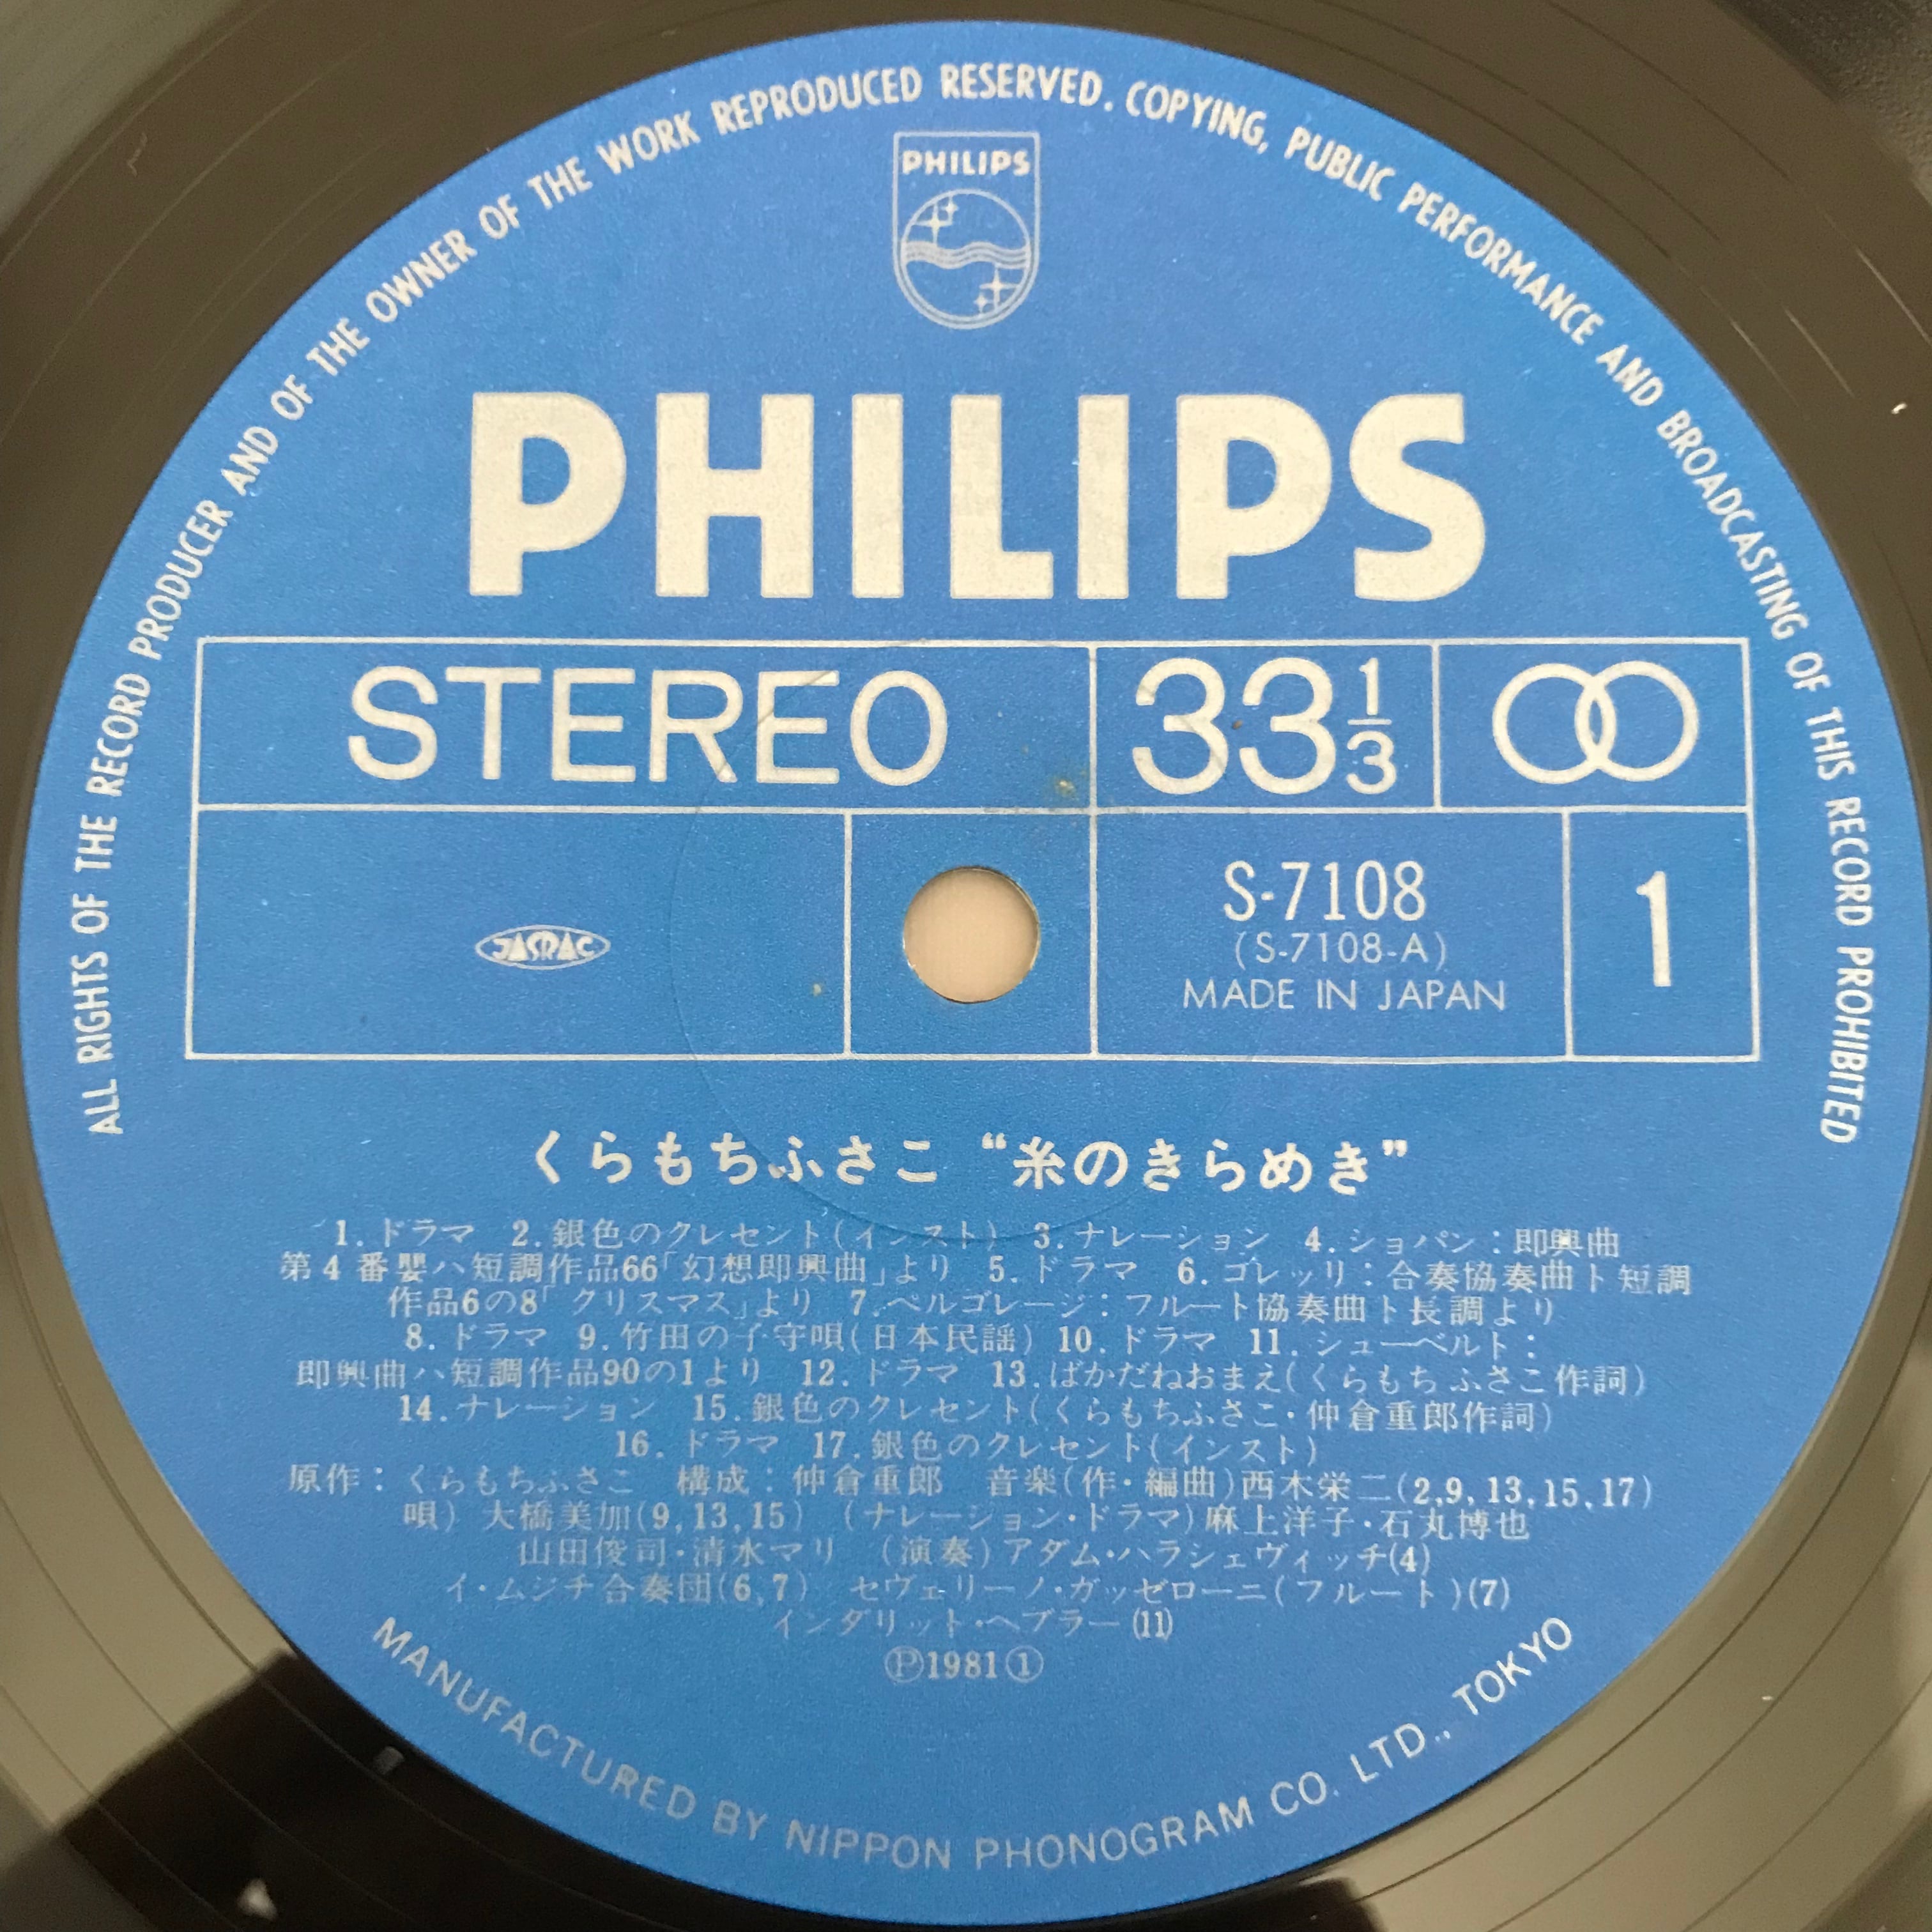 ALL RIGHTS OF THE RECORD PRODUCER AND OF THE OWNER OF THE WORK REPRODUCED RESERVED. COPYING, PUBLIC PERFORMANCE AND BROADCASTING OF THIS RECORD PROHIBITED
PHILIPS
PHILIPS
STEREO 33 1/3
JASRAC
S-7108 1
(S-7108-A)
MADE IN JAPAN
くらもちふさこ “糸のきらめき”
1. ドラマ 2. 銀色のクレセント(インスト) 3. ナレーション 4. ショパン：即興曲
第4番嬰ハ短調作品66「幻想即興曲」より 5. ドラマ 6. コレッリ：合奏協奏曲ト短調
作品6の8「クリスマス」より 7. ペルゴレージ：フルート協奏曲ト長調より
8. ドラマ 9. 竹田の子守唄(日本民謡) 10. ドラマ 11. シューベルト：
即興曲ハ短調作品90の1より 12. ドラマ 13. ばかだねおまえ(くらもちふさこ作詞)
14. ナレーション 15. 銀色のクレセント(くらもちふさこ・仲倉重郎作詞)
16. ドラマ 17. 銀色のクレセント(インスト)
原作：くらもちふさこ 構成：仲倉重郎 音楽(作・編曲)西木栄二(2,9,13,15,17)
唄) 大橋美加(9,13,15) (ナレーション・ドラマ)麻上洋子・石丸博也
山田俊司・清水マリ (演奏)アダム・ハラシェヴィッチ(4)
イ・ムジチ合奏団(6,7) セヴェリーノ・ガッゼローニ(フルート)(7)
イングリット・ヘブラー(11)
Ⓟ1981①
MANUFACTURED BY NIPPON PHONOGRAM CO. LTD., TOKYO